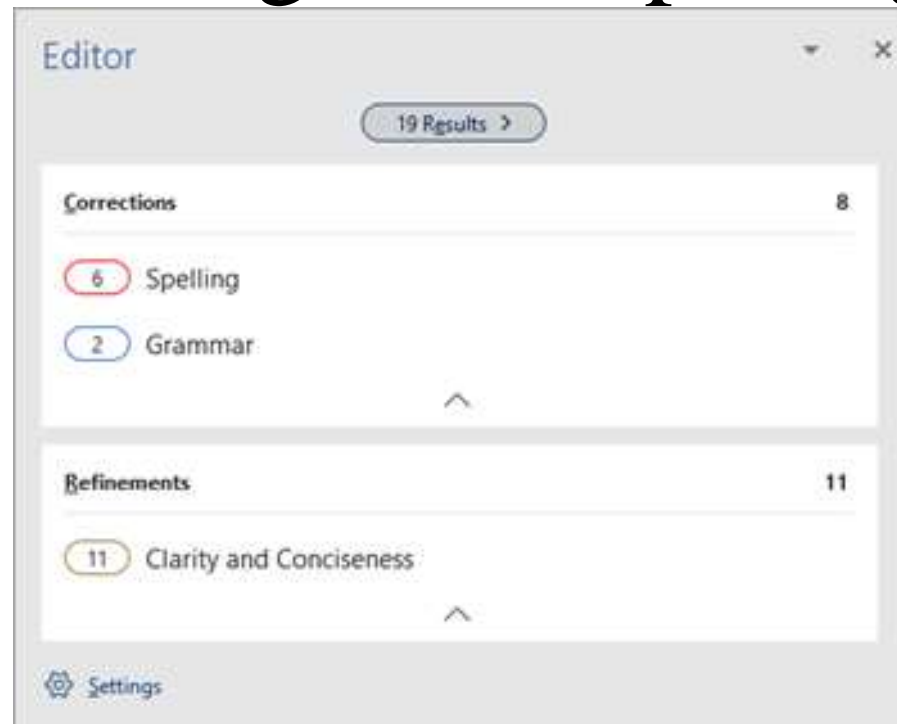 Editor
19 Results >
Corrections 8
6 Spelling
2 Grammar
Refinements 11
11 Clarity and Conciseness
Settings